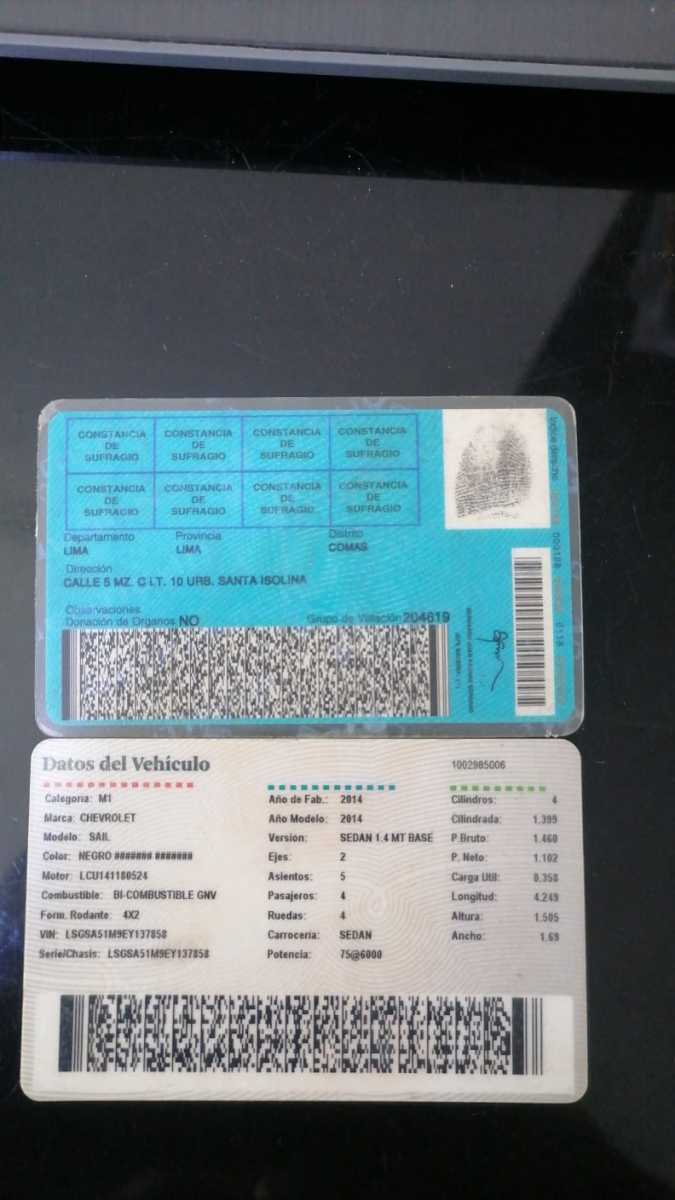 CONSTANCIA DE SUFRAGIO CONSTANCIA DE SUFRAGIO CONSTANCIA DE SUFRAGIO CONSTANCIA DE SUFRAGIO
CONSTANCIA DE SUFRAGIO CONSTANCIA DE SUFRAGIO CONSTANCIA DE SUFRAGIO CONSTANCIA DE SUFRAGIO
Departamento Provincia Distrito
LIMA LIMA COMAS
Dirección
CALLE 5 MZ. C LT. 10 URB. SANTA ISOLINA
Observaciones
Donación de Organos NO Grupo de Votación 204619
Datos del Vehículo 1002985006
Categoria: M1 Año de Fab.: 2014 Cilindros: 4
Marca: CHEVROLET Año Modelo: 2014 Cilindrada: 1.399
Modelo: SAIL Version: SEDAN 1.4 MT BASE P.Bruto: 1.460
Color: NEGRO ####### ####### Ejes: 2 P. Neto: 1.102
Motor: LCU141180524 Asientos: 5 Carga Util: 0.358
Combustible: BI-COMBUSTIBLE GNV Pasajeros: 4 Longitud: 4.249
Form. Rodante: 4X2 Ruedas: 4 Altura: 1.505
VIN: LSGSA51M9EY137858 Carroceria: SEDAN Ancho: 1.69
Serie/Chasis: LSGSA51M9EY137858 Potencia: 75@6000